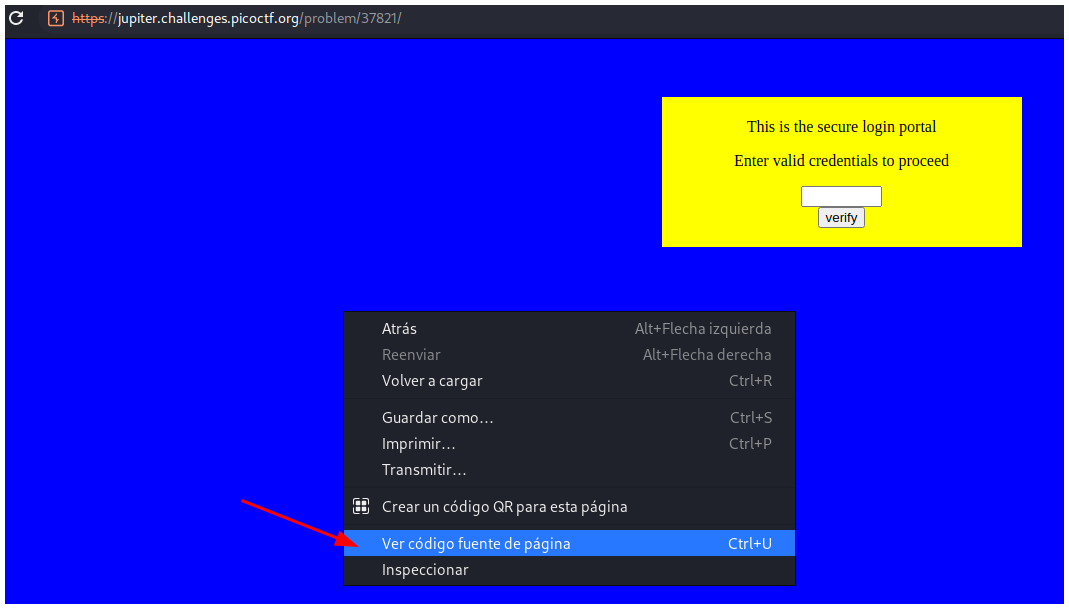 https://jupiter.challenges.picoctf.org/problem/37821/
This is the secure login portal
Enter valid credentials to proceed
verify
Atrás Alt+Flecha izquierda
Reenviar Alt+Flecha derecha
Volver a cargar Ctrl+R
Guardar como... Ctrl+S
Imprimir... Ctrl+P
Transmitir...
Crear un código QR para esta página
Ver código fuente de página Ctrl+U
Inspeccionar